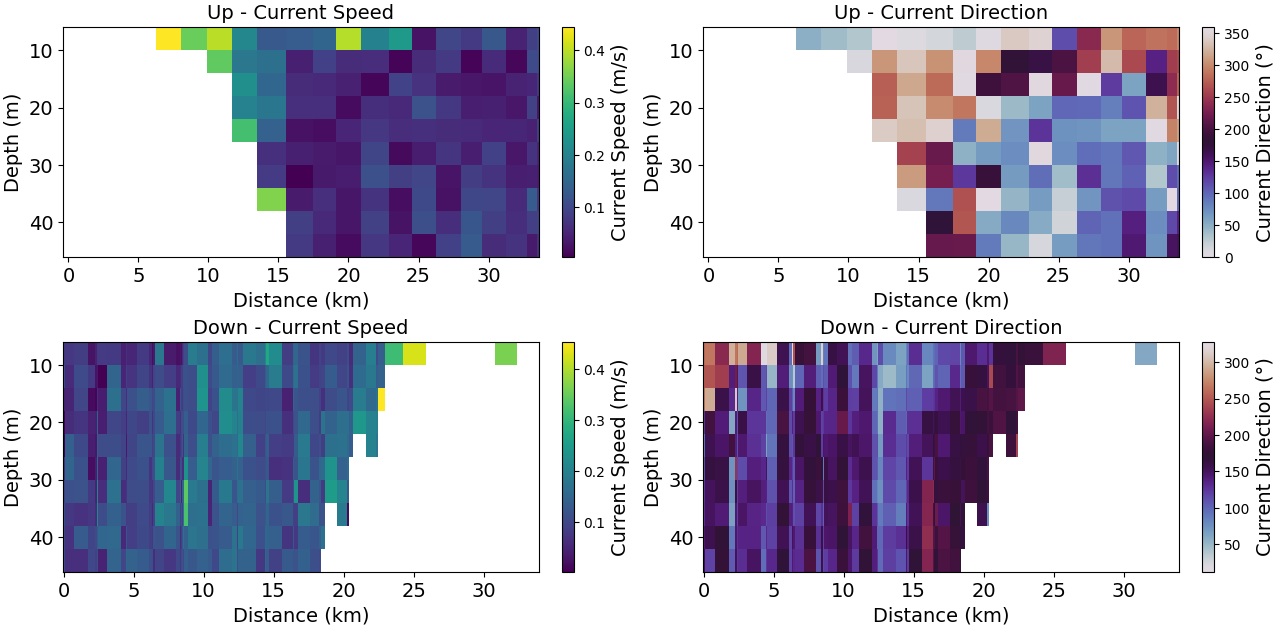 Up - Current Speed
Up - Current Direction
10
20
30
40
Depth (m)
0 5 10 15 20 25 30
Distance (km)
0.4
0.3
0.2
0.1
Current Speed (m/s)
10
20
30
40
Depth (m)
0 5 10 15 20 25 30
Distance (km)
350
300
250
200
150
100
50
0
Current Direction (°)
Down - Current Speed
Down - Current Direction
10
20
30
40
Depth (m)
0 5 10 15 20 25 30
Distance (km)
0.4
0.3
0.2
0.1
Current Speed (m/s)
10
20
30
40
Depth (m)
0 5 10 15 20 25 30
Distance (km)
300
250
200
150
100
50
Current Direction (°)